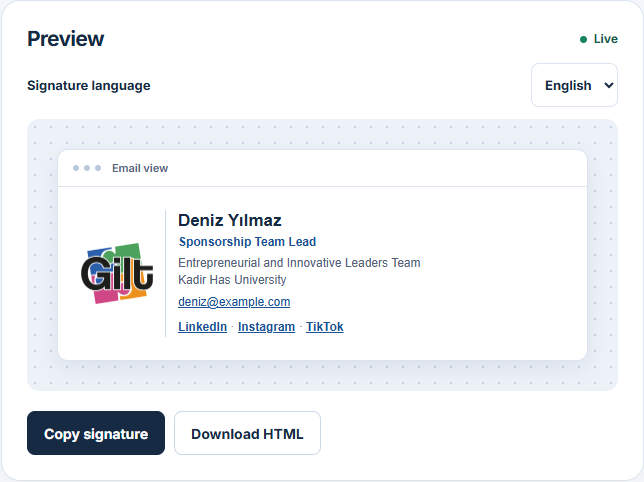 Preview
Live
Signature language
English
Email view
Deniz Yılmaz
Sponsorship Team Lead
Entrepreneurial and Innovative Leaders Team
Kadir Has University
deniz@example.com
LinkedIn · Instagram · TikTok
Gilt
Copy signature
Download HTML